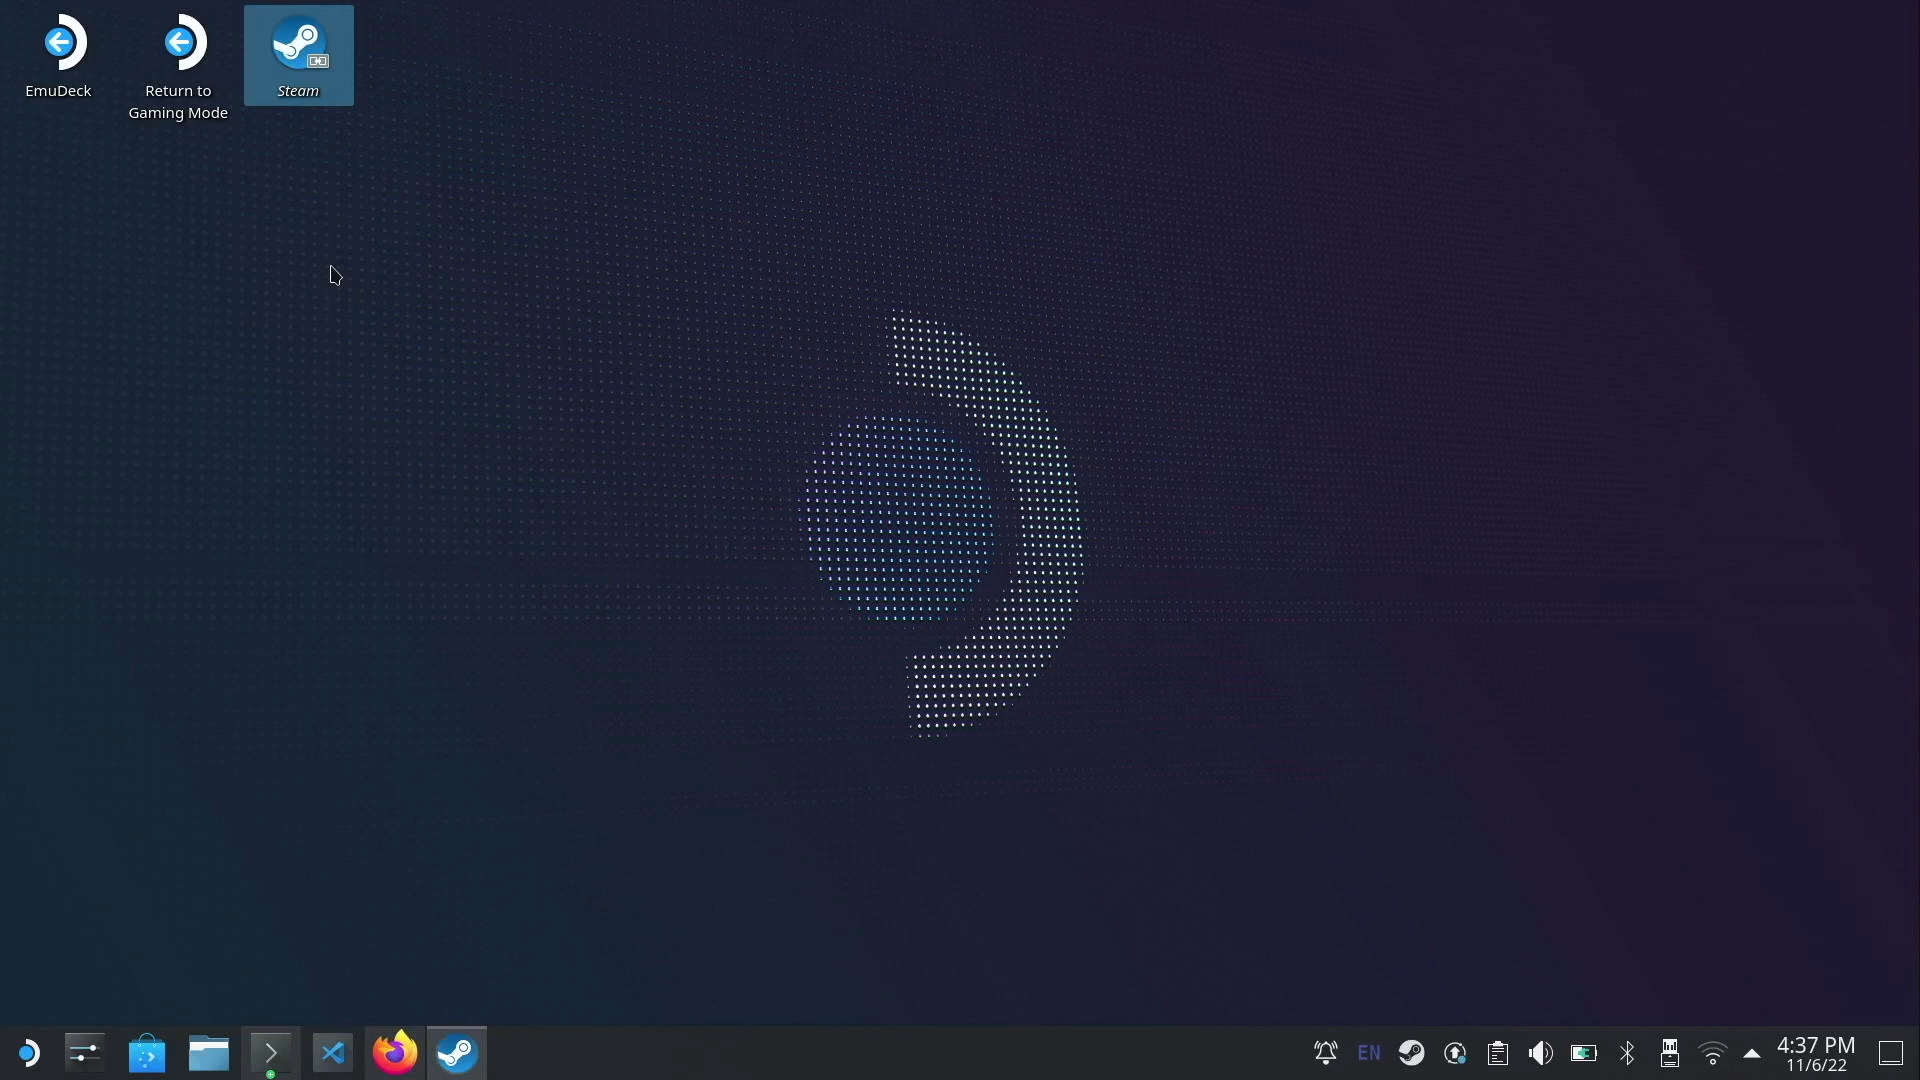 EmuDeck
Return to
Gaming Mode
Steam
EN
4:37 PM
11/6/22